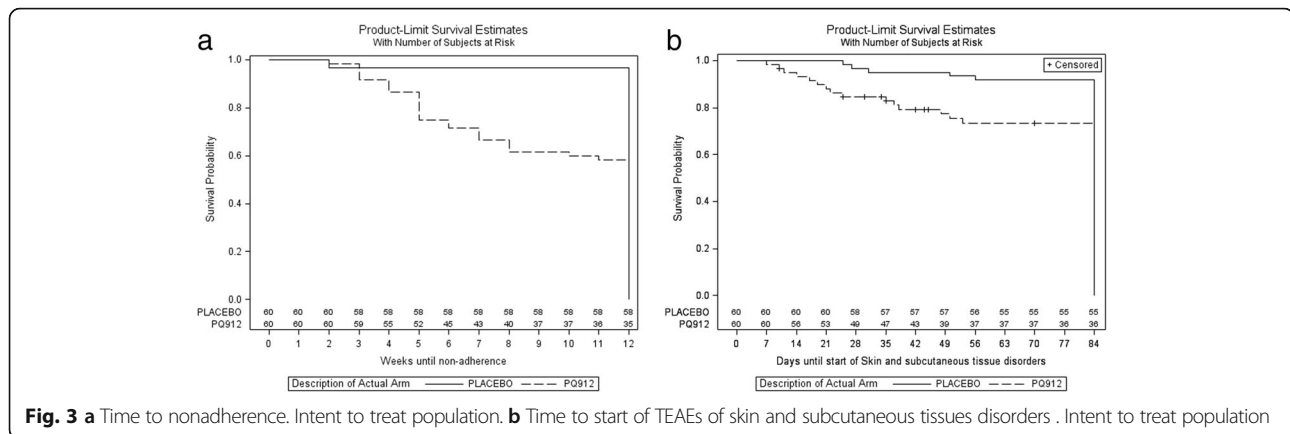 a
Product-Limit Survival Estimates
With Number of Subjects at Risk
1.0
0.8
0.6
0.4
0.2
0.0
Survival Probability
PLACEBO 60 60 60 58 58 58 58 58 58 58 58 58 58
PQ912 60 60 60 59 55 52 45 43 40 37 37 36 35
0 1 2 3 4 5 6 7 8 9 10 11 12
Weeks until non-adherence
Description of Actual Arm PLACEBO PQ912
b
Product-Limit Survival Estimates
With Number of Subjects at Risk
+ Censored
1.0
0.8
0.6
0.4
0.2
0.0
Survival Probability
PLACEBO 60 60 60 60 58 57 57 57 56 55 55 55 55
PQ912 60 60 56 53 49 47 43 39 37 37 37 36 36
0 7 14 21 28 35 42 49 56 63 70 77 84
Days until start of Skin and subcutaneous tissue disorders
Description of Actual Arm PLACEBO PQ912
Fig. 3 a Time to nonadherence. Intent to treat population. b Time to start of TEAEs of skin and subcutaneous tissues disorders . Intent to treat population